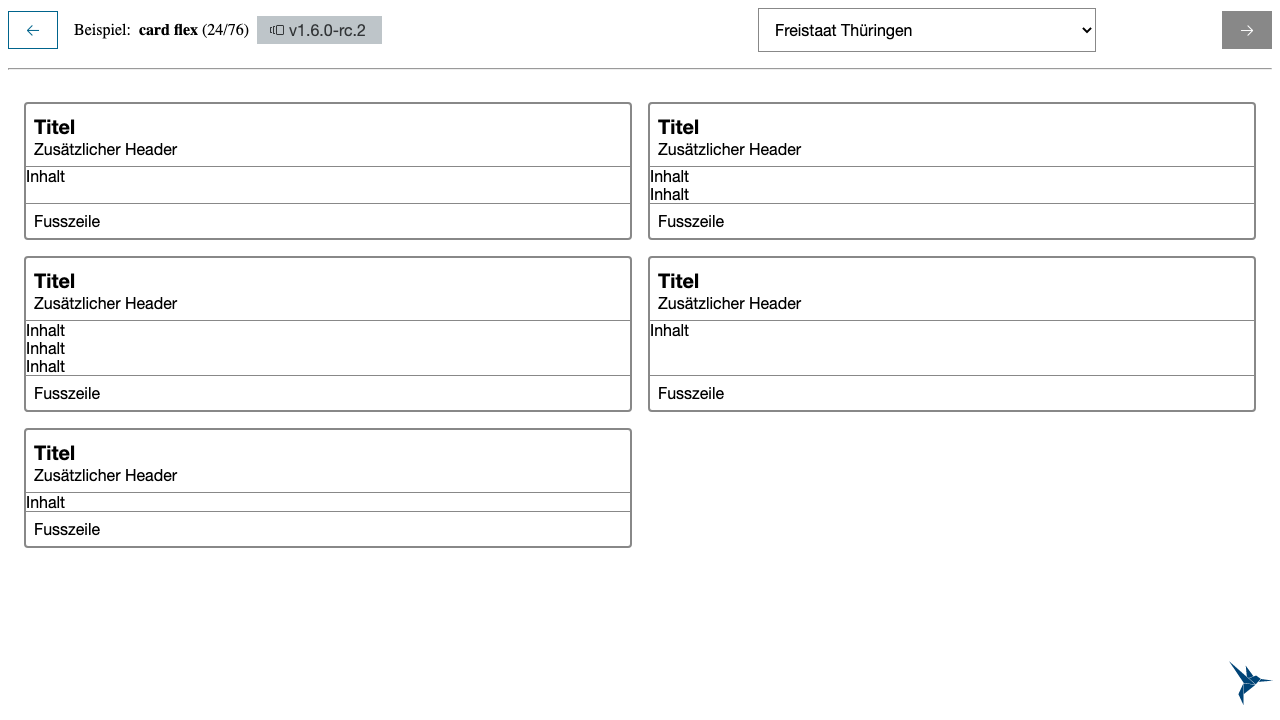 Beispiel: card flex (24/76) v1.6.0-rc.2 Freistaat Thüringen
Titel
Zusätzlicher Header
Inhalt
Fusszeile
Titel
Zusätzlicher Header
Inhalt
Inhalt
Fusszeile
Titel
Zusätzlicher Header
Inhalt
Inhalt
Inhalt
Fusszeile
Titel
Zusätzlicher Header
Inhalt
Fusszeile
Titel
Zusätzlicher Header
Inhalt
Fusszeile